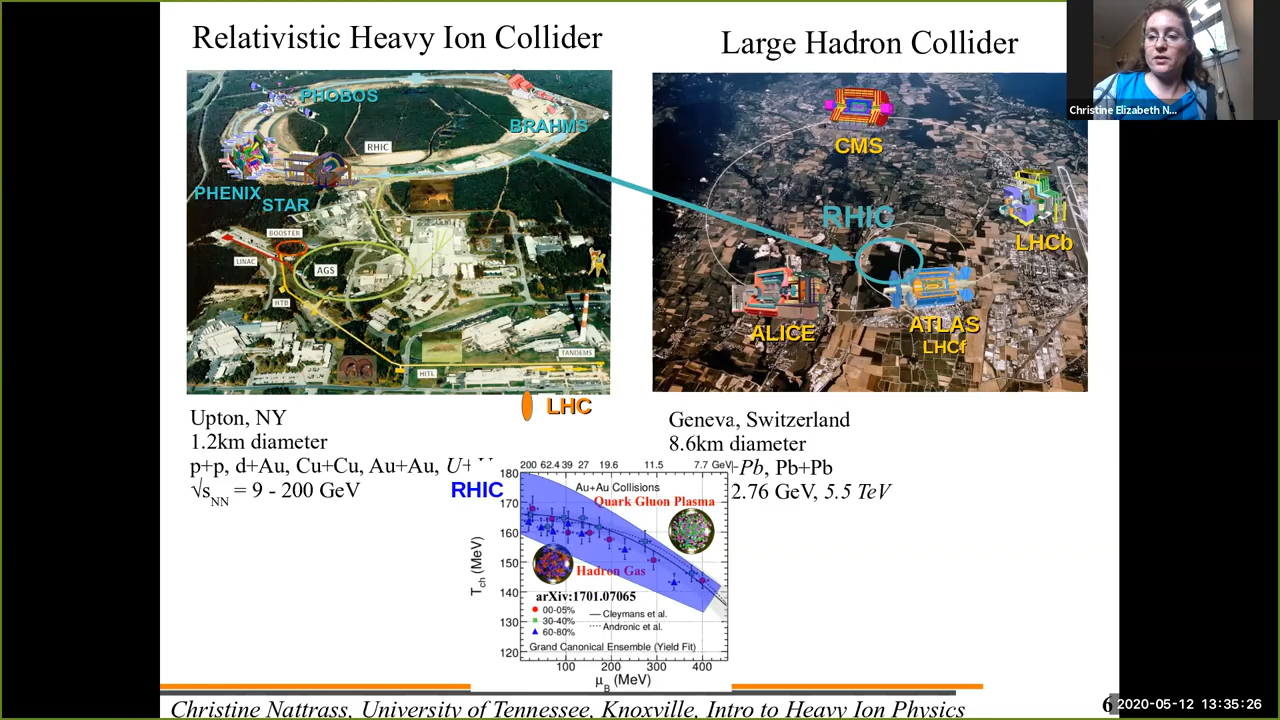 Relativistic Heavy Ion Collider
Large Hadron Collider
Christine Elizabeth N...
PHOBOS
BRAHMS
RHIC
PHENIX
STAR
BOOSTER
LINAC
AGS
HTB
TANDEMS
HITL
CMS
RHIC
LHCb
ALICE
ATLAS
LHCf
LHC
Upton, NY
1.2km diameter
p+p, d+Au, Cu+Cu, Au+Au, U+
√sNN = 9 - 200 GeV
Geneva, Switzerland
8.6km diameter
-Pb, Pb+Pb
2.76 GeV, 5.5 TeV
RHIC
200 62.4 39 27 19.6 11.5 7.7 GeV
180
170
160
150
140
130
120
Tch (MeV)
Au+Au Collisions
Quark Gluon Plasma
Hadron Gas
arXiv:1701.07065
00-05%
30-40%
60-80%
Cleymans et al.
Andronic et al.
Grand Canonical Ensemble (Yield Fit)
100 200 300 400
μB (MeV)
Christine Nattrass, University of Tennessee, Knoxville, Intro to Heavy Ion Physics
6
2020-05-12 13:35:26